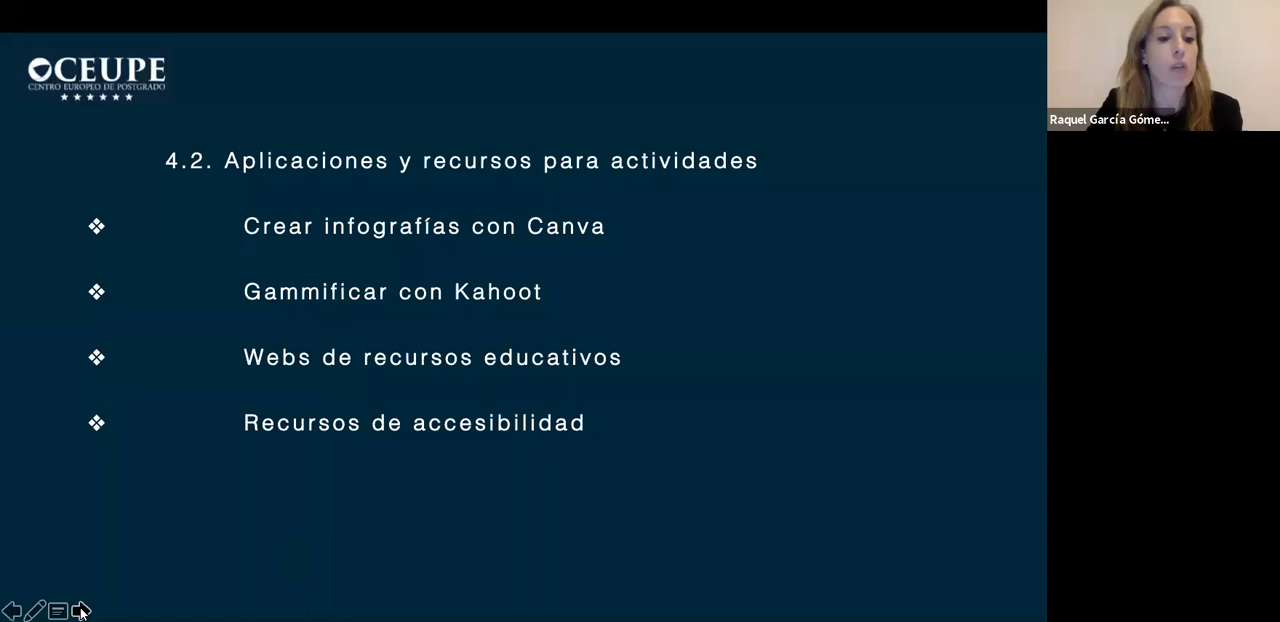 CEUPE
CENTRO EUROPEO DE POSTGRADO
Raquel García Góme...
4.2. Aplicaciones y recursos para actividades
❖ Crear infografías con Canva
❖ Gammificar con Kahoot
❖ Webs de recursos educativos
❖ Recursos de accesibilidad